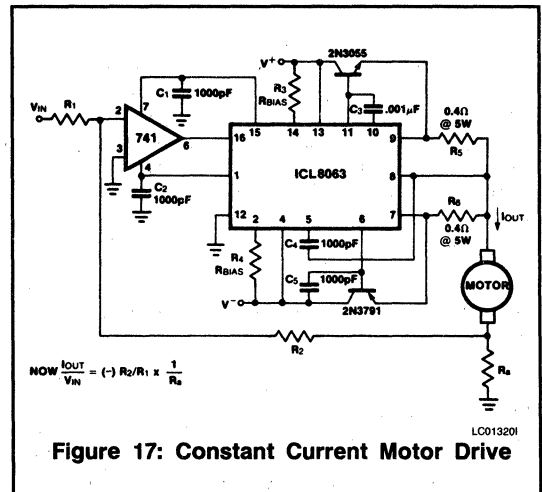 2N3055
V+
R3
RBIAS
C1 1000pF
C3 .001µF
0.4Ω
@ 5W
VIN R1
7
2
741
6
3
4
16 15 14 13 11 10 9
R5
1
ICL8063
8
C2
1000pF
12 2 4 5 6 7
R6
0.4Ω
@ 5W
IOUT
R4
RBIAS
C4 1000pF
C5 1000pF
V-
2N3791
MOTOR
R2
Ra
NOW IOUT/VIN = (-) R2/R1 x 1/Ra
LC01320I
Figure 17: Constant Current Motor Drive